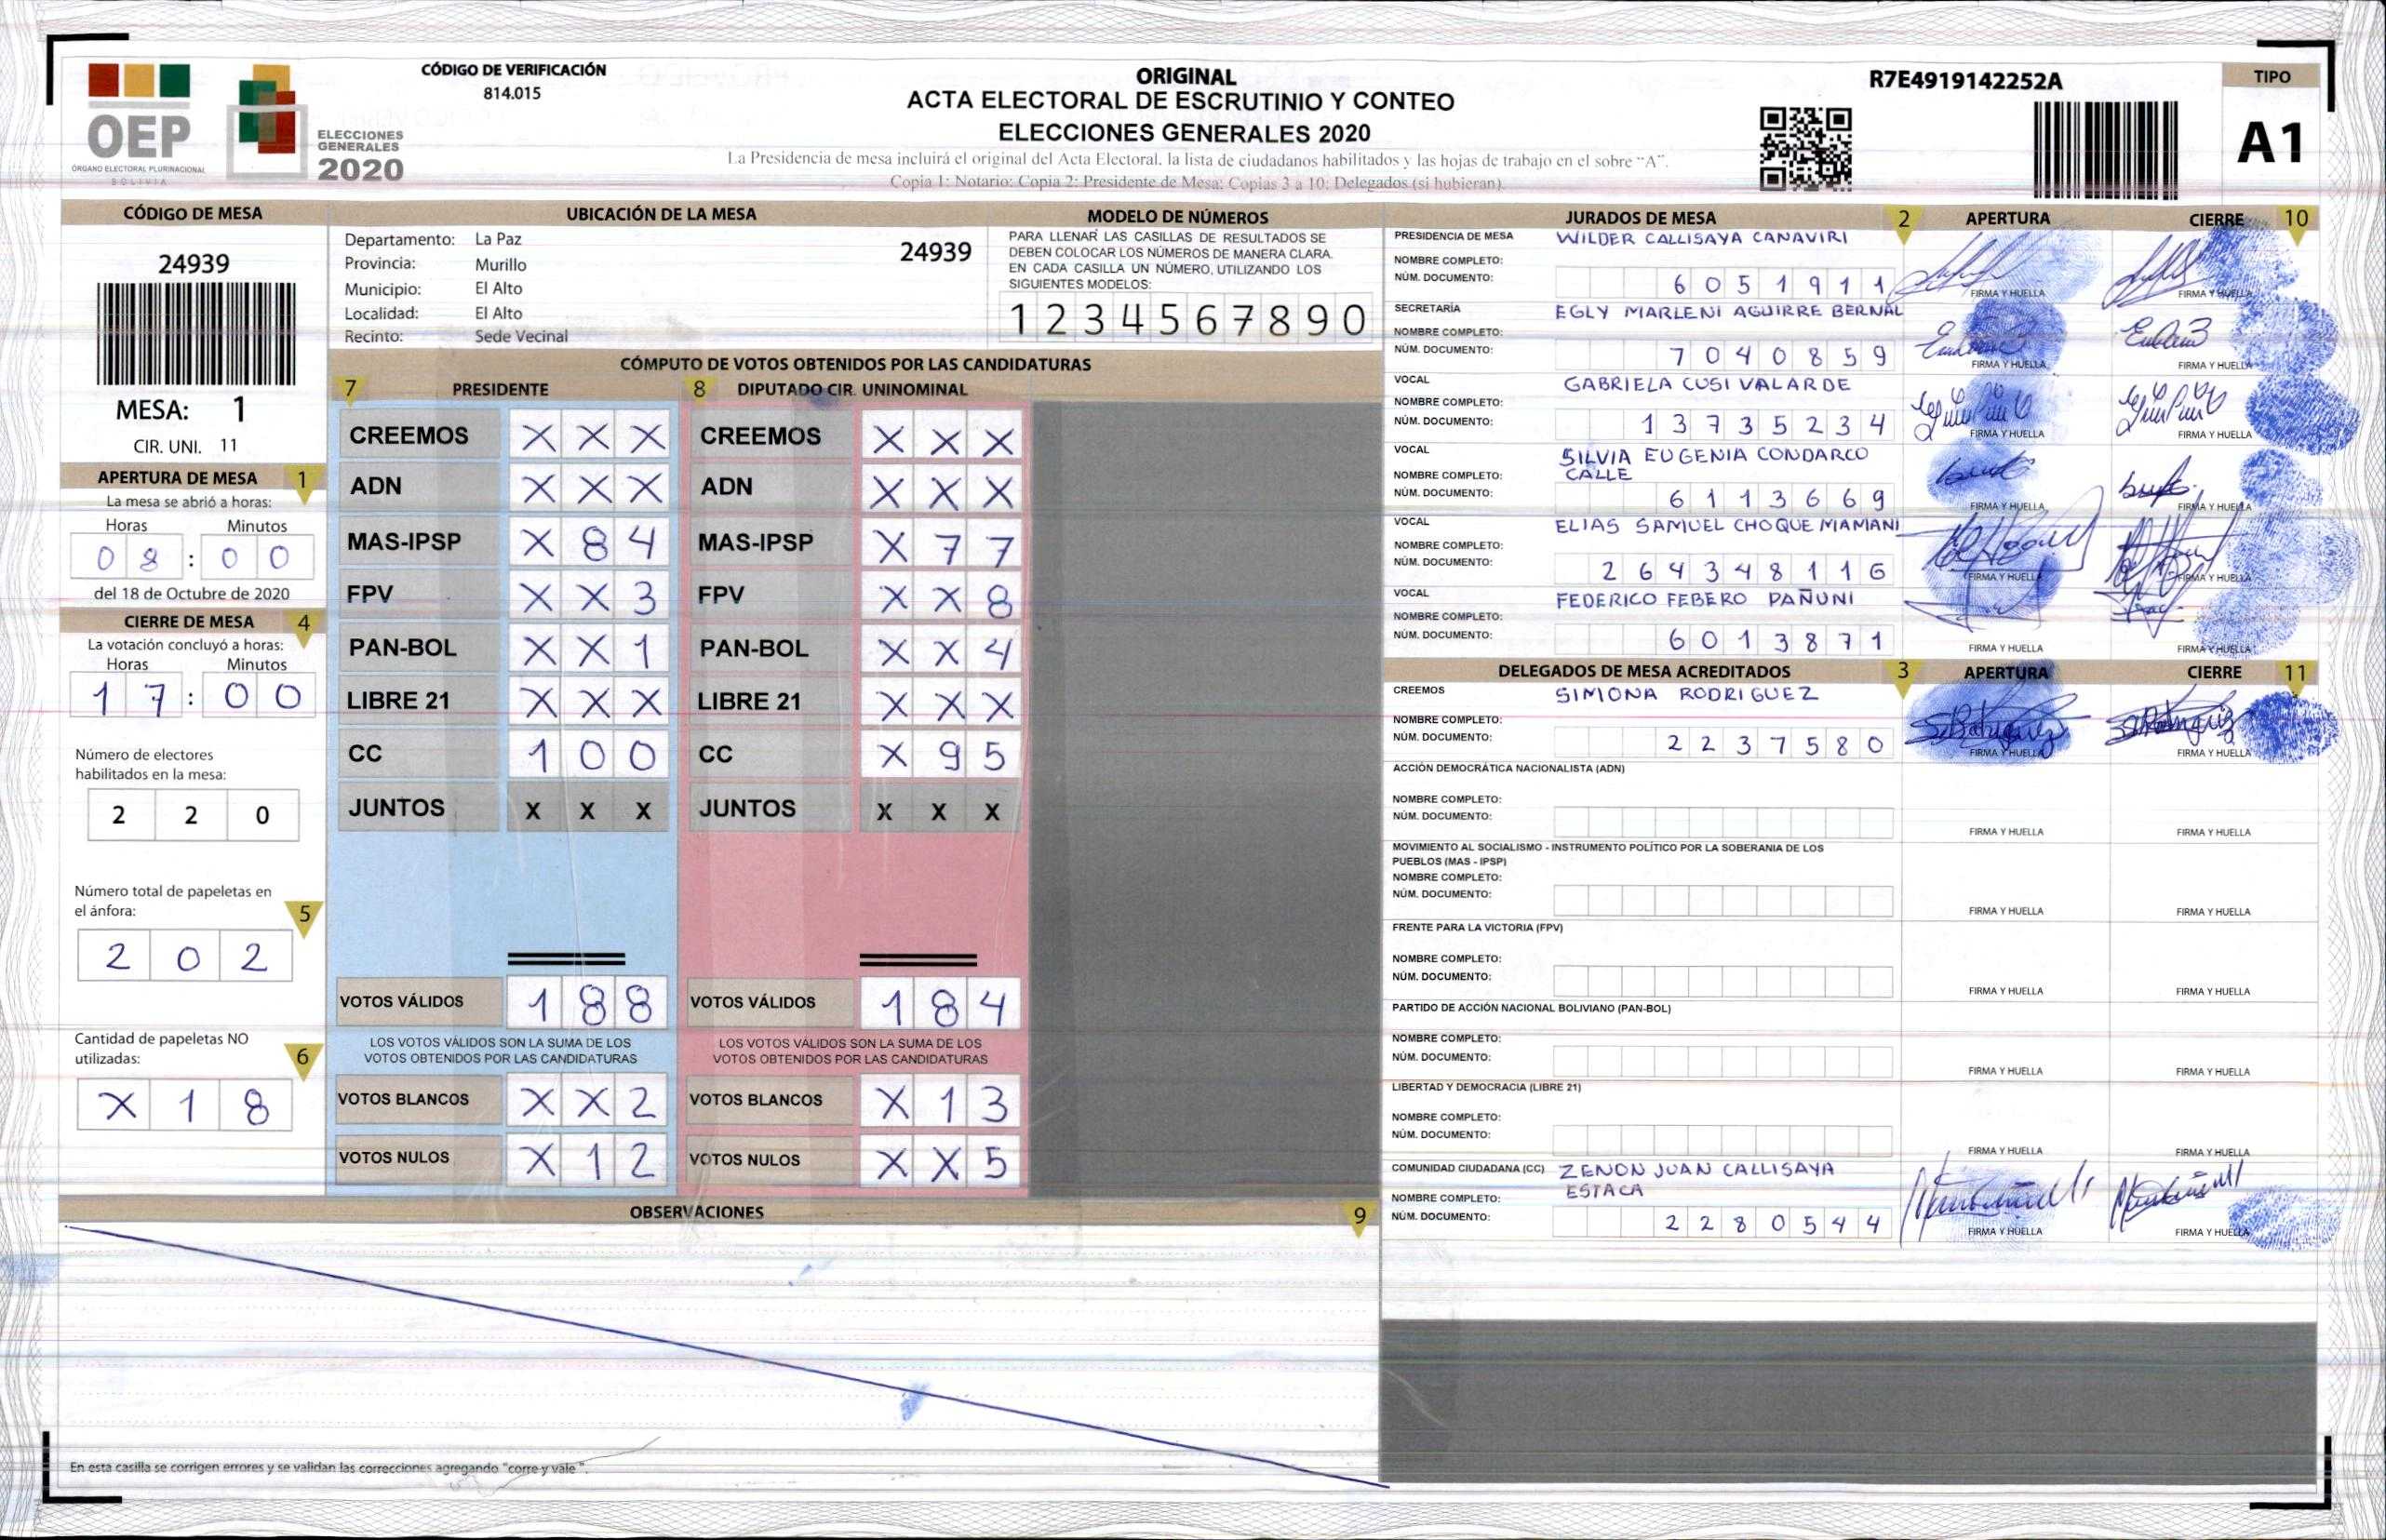 CÓDIGO DE VERIFICACIÓN
814.015
OEP
ÓRGANO ELECTORAL PLURINACIONAL
BOLIVIA
ELECCIONES
GENERALES
2020
ORIGINAL
ACTA ELECTORAL DE ESCRUTINIO Y CONTEO
ELECCIONES GENERALES 2020
La Presidencia de mesa incluirá el original del Acta Electoral, la lista de ciudadanos habilitados y las hojas de trabajo en el sobre "A".
Copia 1: Notario; Copia 2: Presidente de Mesa; Copias 3 a 10: Delegados (si hubieran).
R7E4919142252A
TIPO
A1
CÓDIGO DE MESA
24939
MESA: 1
CIR. UNI. 11
APERTURA DE MESA 1
La mesa se abrió a horas:
Horas Minutos
08:00
del 18 de Octubre de 2020
CIERRE DE MESA 4
La votación concluyó a horas:
Horas Minutos
17:00
Número de electores
habilitados en la mesa:
2 2 0
Número total de papeletas en
el ánfora:
5
2 0 2
Cantidad de papeletas NO
utilizadas:
6
X 1 8
UBICACIÓN DE LA MESA
Departamento: La Paz
24939
Provincia: Murillo
Municipio: El Alto
Localidad: El Alto
Recinto: Sede Vecinal
MODELO DE NÚMEROS
PARA LLENAR LAS CASILLAS DE RESULTADOS SE
DEBEN COLOCAR LOS NÚMEROS DE MANERA CLARA.
EN CADA CASILLA UN NÚMERO, UTILIZANDO LOS
SIGUIENTES MODELOS:
1 2 3 4 5 6 7 8 9 0
CÓMPUTO DE VOTOS OBTENIDOS POR LAS CANDIDATURAS
7 PRESIDENTE
CREEMOS X X X
ADN X X X
MAS-IPSP X 8 4
FPV X X 3
PAN-BOL X X 1
LIBRE 21 X X X
CC 1 0 0
JUNTOS X X X
VOTOS VÁLIDOS 1 8 8
LOS VOTOS VÁLIDOS SON LA SUMA DE LOS
VOTOS OBTENIDOS POR LAS CANDIDATURAS
VOTOS BLANCOS X X 2
VOTOS NULOS X 1 2
8 DIPUTADO CIR. UNINOMINAL
CREEMOS X X X
ADN X X X
MAS-IPSP X 7 7
FPV X X 8
PAN-BOL X X 4
LIBRE 21 X X X
CC X 9 5
JUNTOS X X X
VOTOS VÁLIDOS 1 8 4
LOS VOTOS VÁLIDOS SON LA SUMA DE LOS
VOTOS OBTENIDOS POR LAS CANDIDATURAS
VOTOS BLANCOS X 1 3
VOTOS NULOS X X 5
OBSERVACIONES 9
En esta casilla se corrigen errores y se validan las correcciones agregando "corre y vale".
JURADOS DE MESA 2 APERTURA CIERRE 10
PRESIDENCIA DE MESA WILDER CALLISAYA CANAVIRI
NOMBRE COMPLETO:
NÚM. DOCUMENTO: 6 0 5 1 9 1 1
FIRMA Y HUELLA FIRMA Y HUELLA
SECRETARÍA EGLY MARLENI AGUIRRE BERNAL
NOMBRE COMPLETO:
NÚM. DOCUMENTO: 7 0 4 0 8 5 9
FIRMA Y HUELLA FIRMA Y HUELLA
VOCAL GABRIELA CUSI VALARDE
NOMBRE COMPLETO:
NÚM. DOCUMENTO: 1 3 7 3 5 2 3 4
FIRMA Y HUELLA FIRMA Y HUELLA
VOCAL SILVIA EUGENIA CONDARCO
NOMBRE COMPLETO: CALLE
NÚM. DOCUMENTO: 6 1 1 3 6 6 9
FIRMA Y HUELLA FIRMA Y HUELLA
VOCAL ELIAS SAMUEL CHOQUE MAMANI
NOMBRE COMPLETO:
NÚM. DOCUMENTO: 2 6 4 3 4 8 1 1 6
FIRMA Y HUELLA FIRMA Y HUELLA
VOCAL FEDERICO FEBERO PAÑUNI
NOMBRE COMPLETO:
NÚM. DOCUMENTO: 6 0 1 3 8 7 1
FIRMA Y HUELLA FIRMA Y HUELLA
DELEGADOS DE MESA ACREDITADOS 3 APERTURA CIERRE 11
CREEMOS SIMONA RODRIGUEZ
NOMBRE COMPLETO:
NÚM. DOCUMENTO: 2 2 3 7 5 8 0
FIRMA Y HUELLA FIRMA Y HUELLA
ACCIÓN DEMOCRÁTICA NACIONALISTA (ADN)
NOMBRE COMPLETO:
NÚM. DOCUMENTO:
FIRMA Y HUELLA FIRMA Y HUELLA
MOVIMIENTO AL SOCIALISMO - INSTRUMENTO POLÍTICO POR LA SOBERANIA DE LOS
PUEBLOS (MAS - IPSP)
NOMBRE COMPLETO:
NÚM. DOCUMENTO:
FIRMA Y HUELLA FIRMA Y HUELLA
FRENTE PARA LA VICTORIA (FPV)
NOMBRE COMPLETO:
NÚM. DOCUMENTO:
FIRMA Y HUELLA FIRMA Y HUELLA
PARTIDO DE ACCIÓN NACIONAL BOLIVIANO (PAN-BOL)
NOMBRE COMPLETO:
NÚM. DOCUMENTO:
FIRMA Y HUELLA FIRMA Y HUELLA
LIBERTAD Y DEMOCRACIA (LIBRE 21)
NOMBRE COMPLETO:
NÚM. DOCUMENTO:
FIRMA Y HUELLA FIRMA Y HUELLA
COMUNIDAD CIUDADANA (CC) ZENON JUAN CALLISAYA
NOMBRE COMPLETO: ESTACA
NÚM. DOCUMENTO: 2 2 8 0 5 4 4
FIRMA Y HUELLA FIRMA Y HUELLA